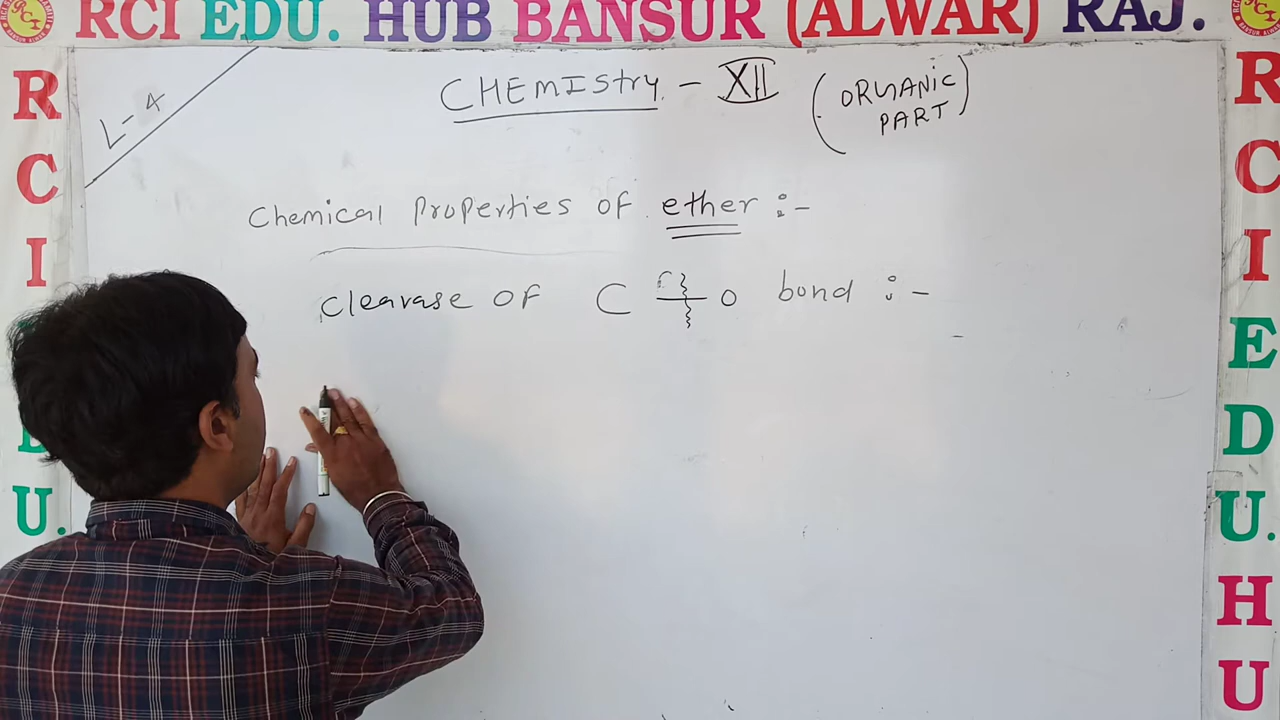 RCI EDU. HUB BANSUR (ALWAR) RAJ.
L-4
CHEMISTRY - XII (ORGANIC
PART)
Chemical properties of ether :-
Cleavase of C - O bond :-
R
C
I
U.
R
C
I
E
D
U.
H
U